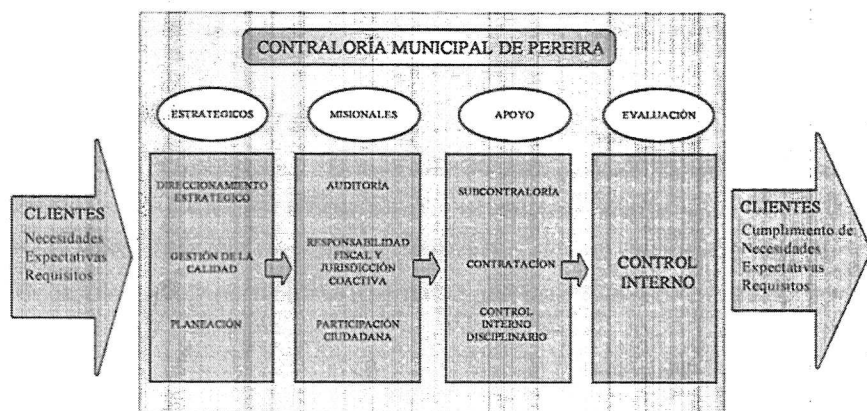 CONTRALORÍA MUNICIPAL DE PEREIRA
ESTRATEGICOS
MISIONALES
APOYO
EVALUACIÓN
CLIENTES
Necesidades
Expectativas
Requisitos
DIRECCIONAMIENTO
ESTRATEGICO
GESTIÓN DE LA
CALIDAD
PLANEACIÓN
AUDITORÍA
RESPONSABILIDAD
FISCAL Y
JURISDICCIÓN
COACTIVA
PARTICIPACIÓN
CIUDADANA
SUBCONTRALORÍA
CONTRATACÍON
CONTROL
INTERNO
DISCIPLINARIO
CONTROL
INTERNO
CLIENTES
Cumplimiento de
Necesidades
Expectativas
Requisitos